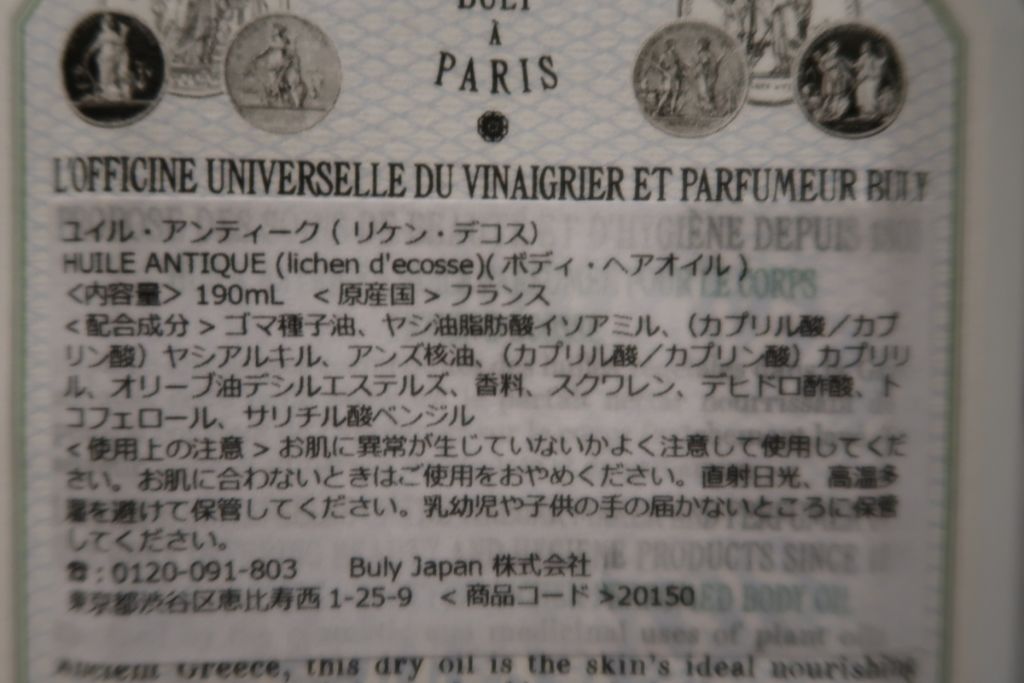 BULY
À
PARIS
L'OFFICINE UNIVERSELLE DU VINAIGRIER ET PARFUMEUR BULY
ユイル・アンティーク ( リケン・デコス) D'HYGIÈNE DEPUIS
HUILE ANTIQUE (lichen d'ecosse)( ボディ・ヘアオイル )
LE CORPS
<内容量> 190mL < 原産国 > フランス
< 配合成分 > ゴマ種子油、ヤシ油脂肪酸イソアミル、（カプリル酸／カプ
リン酸）ヤシアルキル、アンズ核油、（カプリル酸／カプリン酸）カプリリ
ル、オリーブ油デシルエステルズ、香料、スクワレン、デヒドロ酢酸、ト
コフェロール、サリチル酸ベンジル
< 使用上の注意 > お肌に異常が生じていないかよく注意して使用してくだ
さい。お肌に合わないときはご使用をおやめください。直射日光、高温多
湿を避けて保管してください。乳幼児や子供の手の届かないところに保管
してください。
PRODUCTS SINCE
☎ : 0120-091-803 Buly Japan 株式会社
東京都渋谷区恵比寿西 1-25-9 < 商品コード >20150
BODY OIL
medicinal uses of plant
Ancient Greece, this dry oil is the skin's ideal nourishing